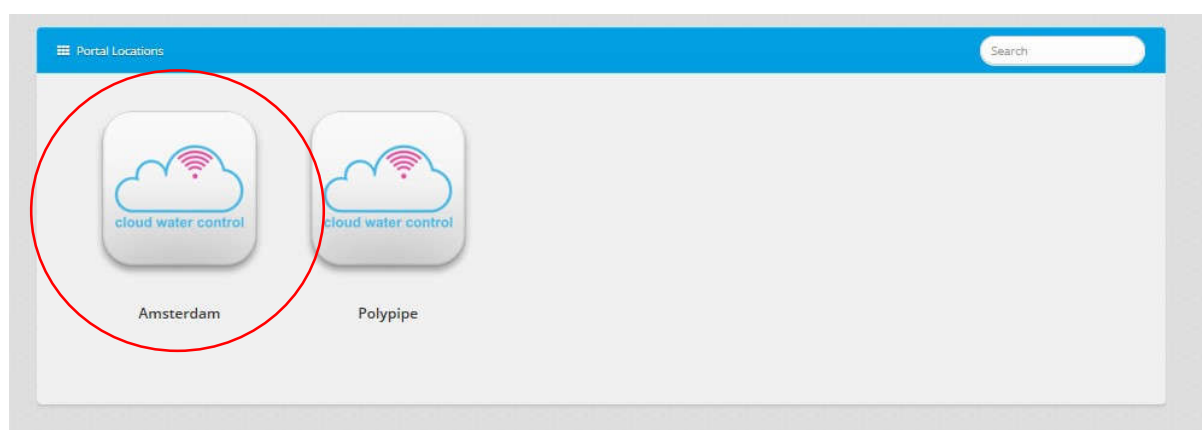 Portal Locations
Search
cloud water control
cloud water control
Amsterdam
Polypipe